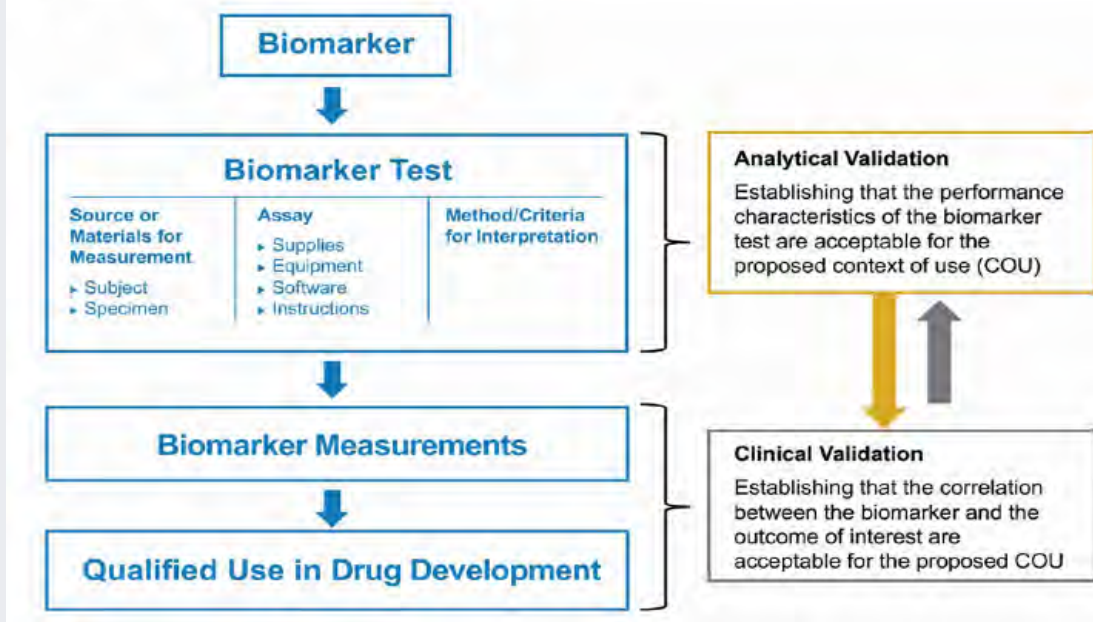 Biomarker
Biomarker Test
Source or
Materials for
Measurement
▸ Subject
▸ Specimen
Assay
▸ Supplies
▸ Equipment
▸ Software
▸ Instructions
Method/Criteria
for Interpretation
Analytical Validation
Establishing that the performance
characteristics of the biomarker
test are acceptable for the
proposed context of use (COU)
Biomarker Measurements
Qualified Use in Drug Development
Clinical Validation
Establishing that the correlation
between the biomarker and the
outcome of interest are
acceptable for the proposed COU